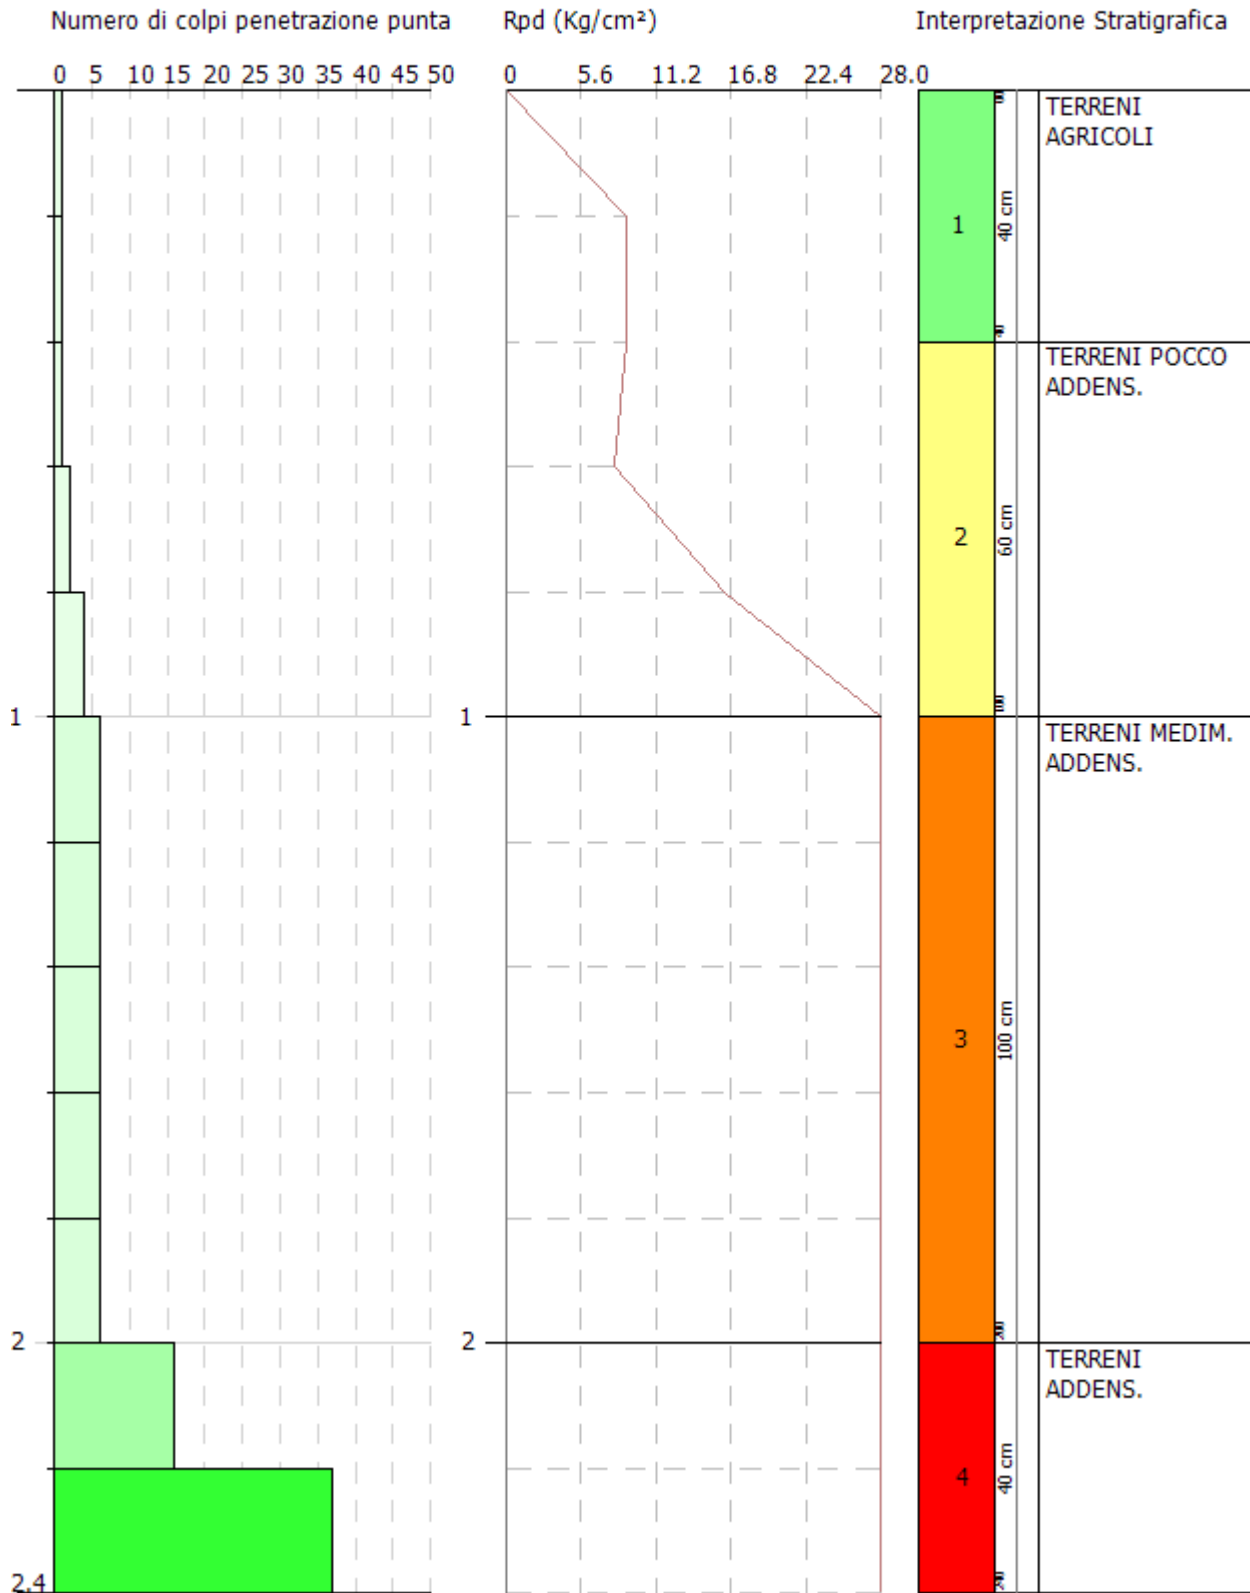 Numero di colpi penetrazione punta
Rpd (Kg/cm²)
Interpretazione Stratigrafica
0 5 10 15 20 25 30 35 40 45 50
0 5.6 11.2 16.8 22.4 28.0
1
40 cm
TERRENI
AGRICOLI
2
60 cm
TERRENI POCCO
ADDENS.
1
1
3
100 cm
TERRENI MEDIM.
ADDENS.
2
2
4
40 cm
TERRENI
ADDENS.
2.4